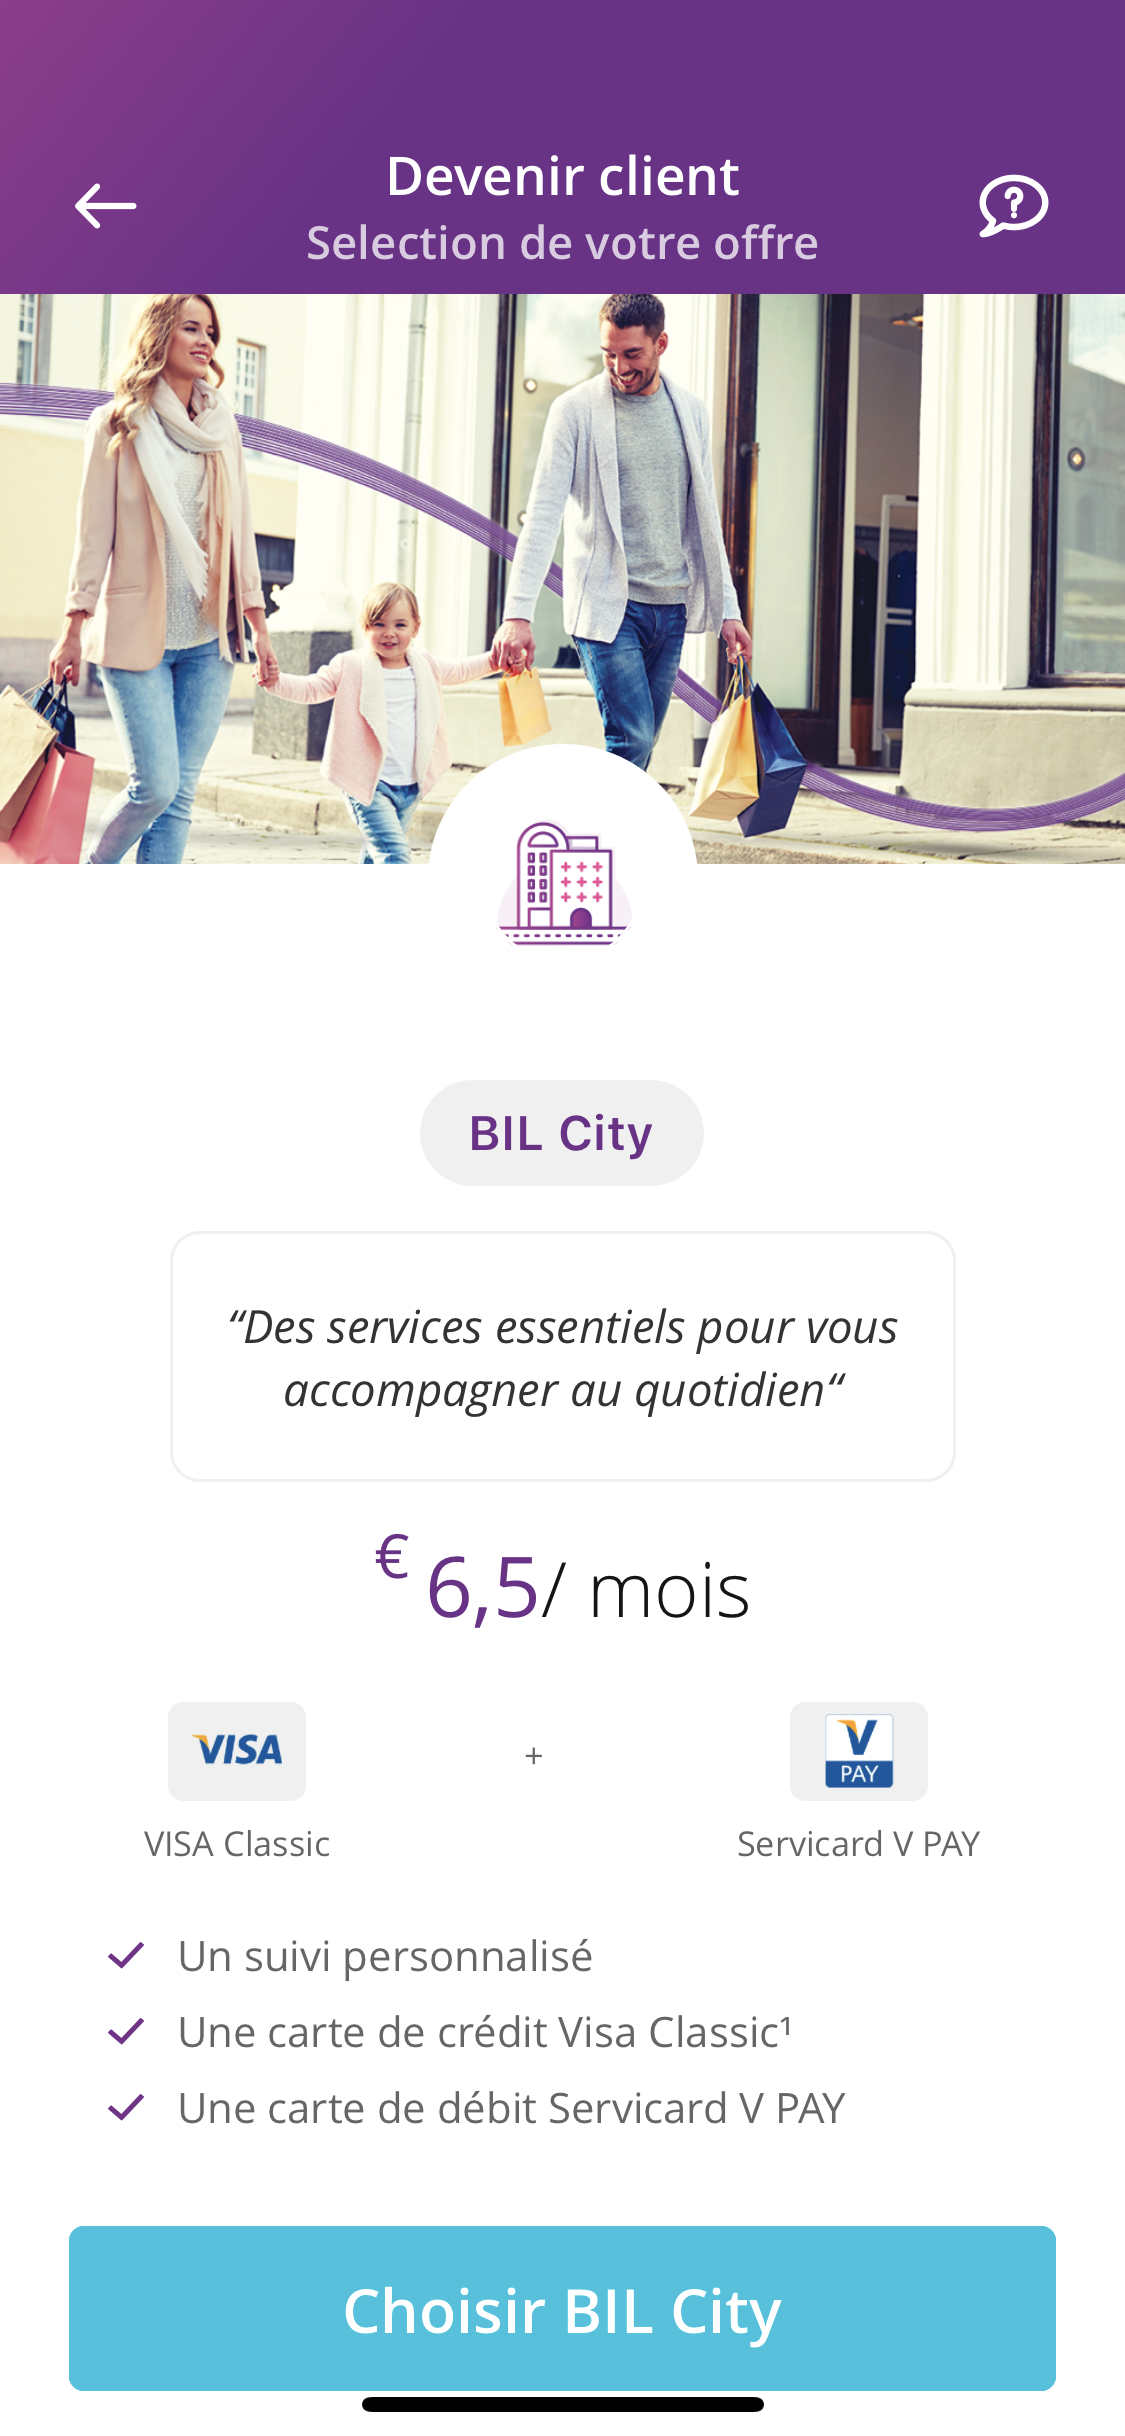 Devenir client
Selection de votre offre
BIL City
“Des services essentiels pour vous
accompagner au quotidien“
€ 6,5/ mois
VISA + V PAY
VISA Classic Servicard V PAY
Un suivi personnalisé
Une carte de crédit Visa Classic¹
Une carte de débit Servicard V PAY
Choisir BIL City